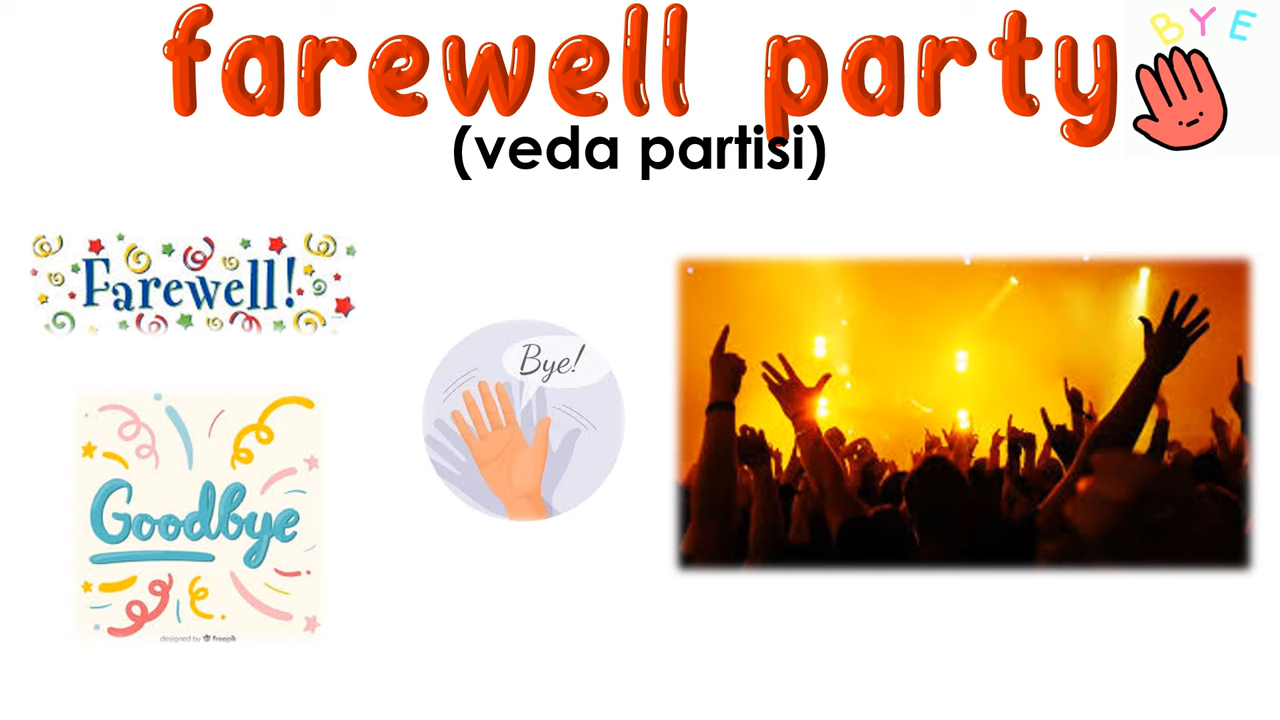 farewell party
BYE
(veda partisi)
Farewell!
Bye!
Goodbye
designed by freepik